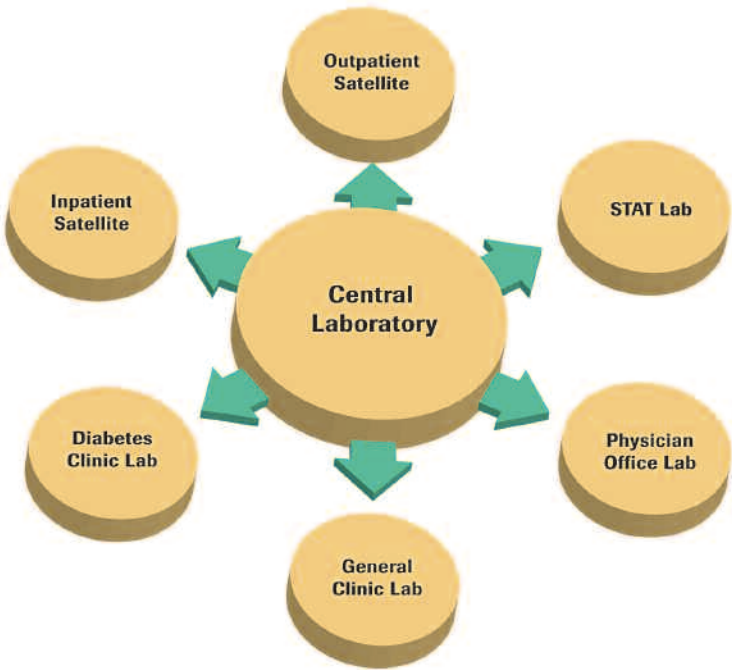 Outpatient
Satellite
Inpatient
Satellite
STAT Lab
Central
Laboratory
Diabetes
Clinic Lab
Physician
Office Lab
General
Clinic Lab